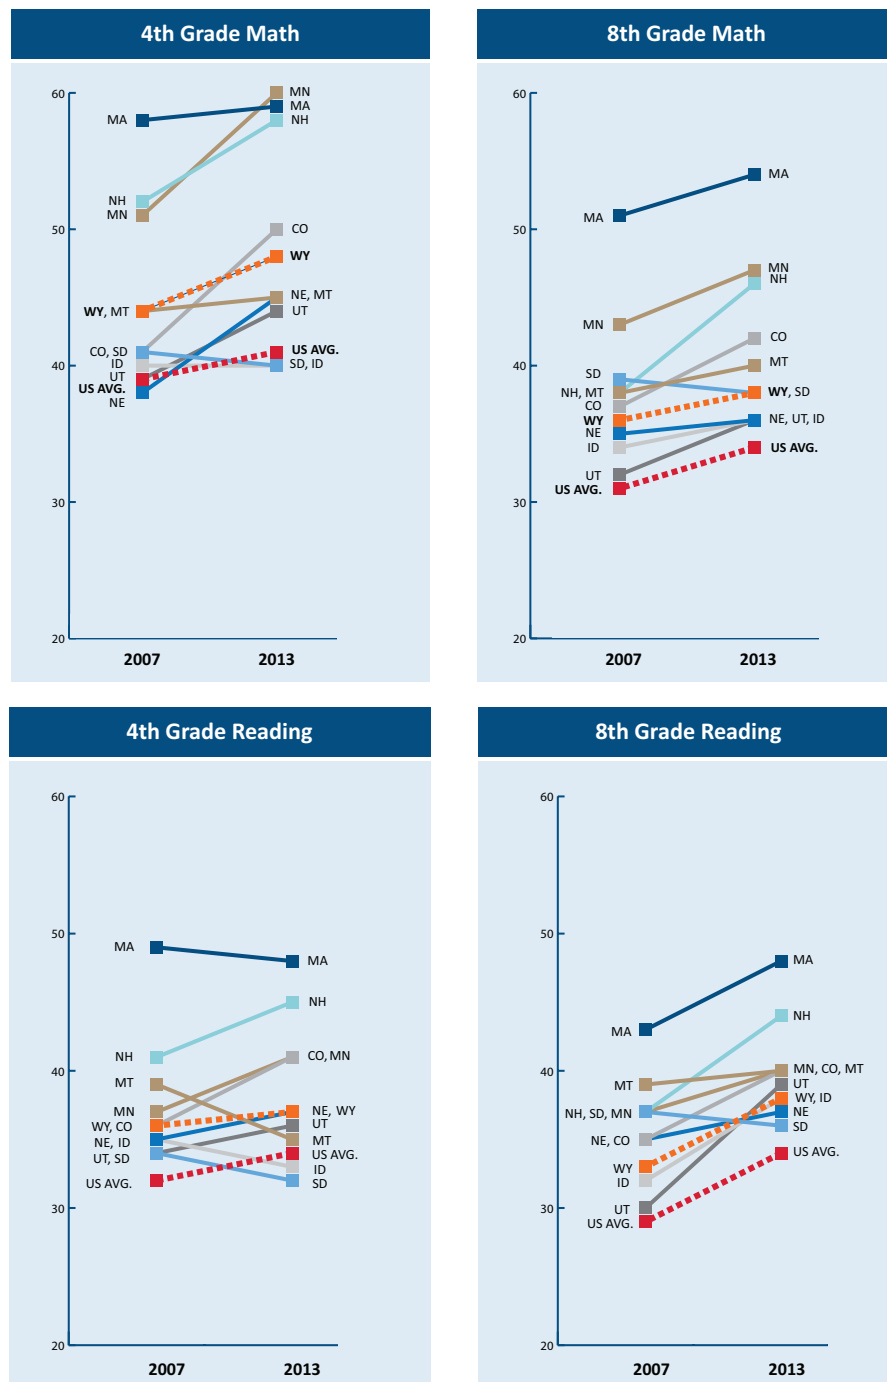 4th Grade Math
60
50
40
30
20
MA
NH
MN
WY, MT
CO, SD
ID
UT
US AVG.
NE
MN
MA
NH
CO
WY
NE, MT
UT
US AVG.
SD, ID
2007 2013
8th Grade Math
60
50
40
30
20
MA
MN
SD
NH, MT
CO
WY
NE
ID
UT
US AVG.
MA
MN
NH
CO
MT
WY, SD
NE, UT, ID
US AVG.
2007 2013
4th Grade Reading
60
50
40
30
20
MA
NH
MT
MN
WY, CO
NE, ID
UT, SD
US AVG.
MA
NH
CO, MN
NE, WY
UT
MT
US AVG.
ID
SD
2007 2013
8th Grade Reading
60
50
40
30
20
MA
MT
NH, SD, MN
NE, CO
WY
ID
UT
US AVG.
MA
NH
MN, CO, MT
UT
WY, ID
NE
SD
US AVG.
2007 2013